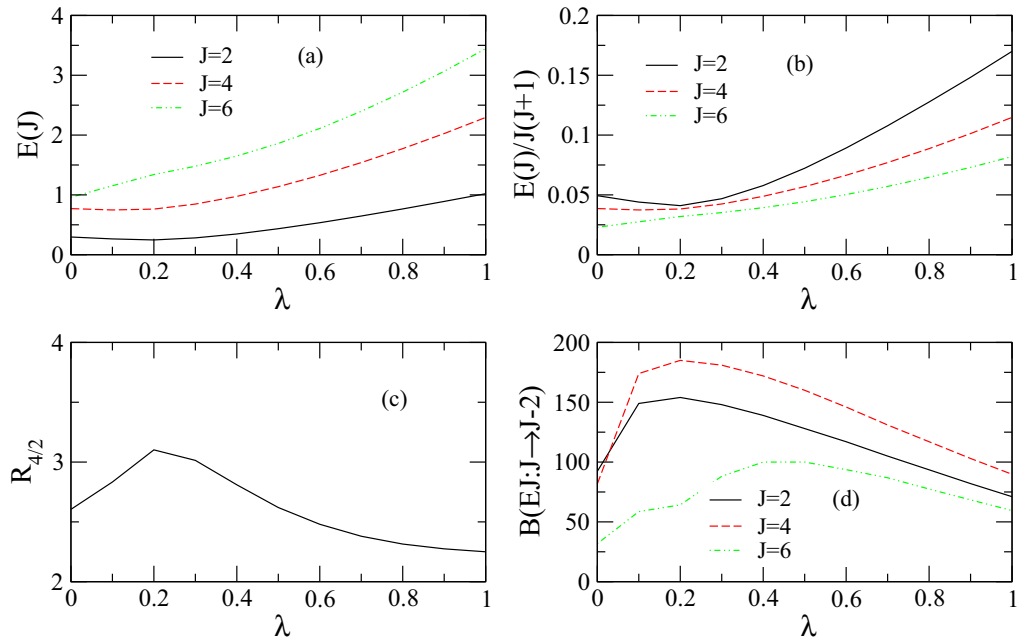 E(J)
4
3
2
1
0
(a)
J=2
J=4
J=6
0 0.2 0.4 0.6 0.8 1
λ
E(J)/J(J+1)
0.2
0.15
0.1
0.05
0
(b)
J=2
J=4
J=6
0 0.2 0.4 0.6 0.8 1
λ
R4/2
4
3
2
(c)
0 0.2 0.4 0.6 0.8 1
λ
B(EJ:J→J-2)
200
150
100
50
0
J=2
(d)
J=4
J=6
0 0.2 0.4 0.6 0.8 1
λ